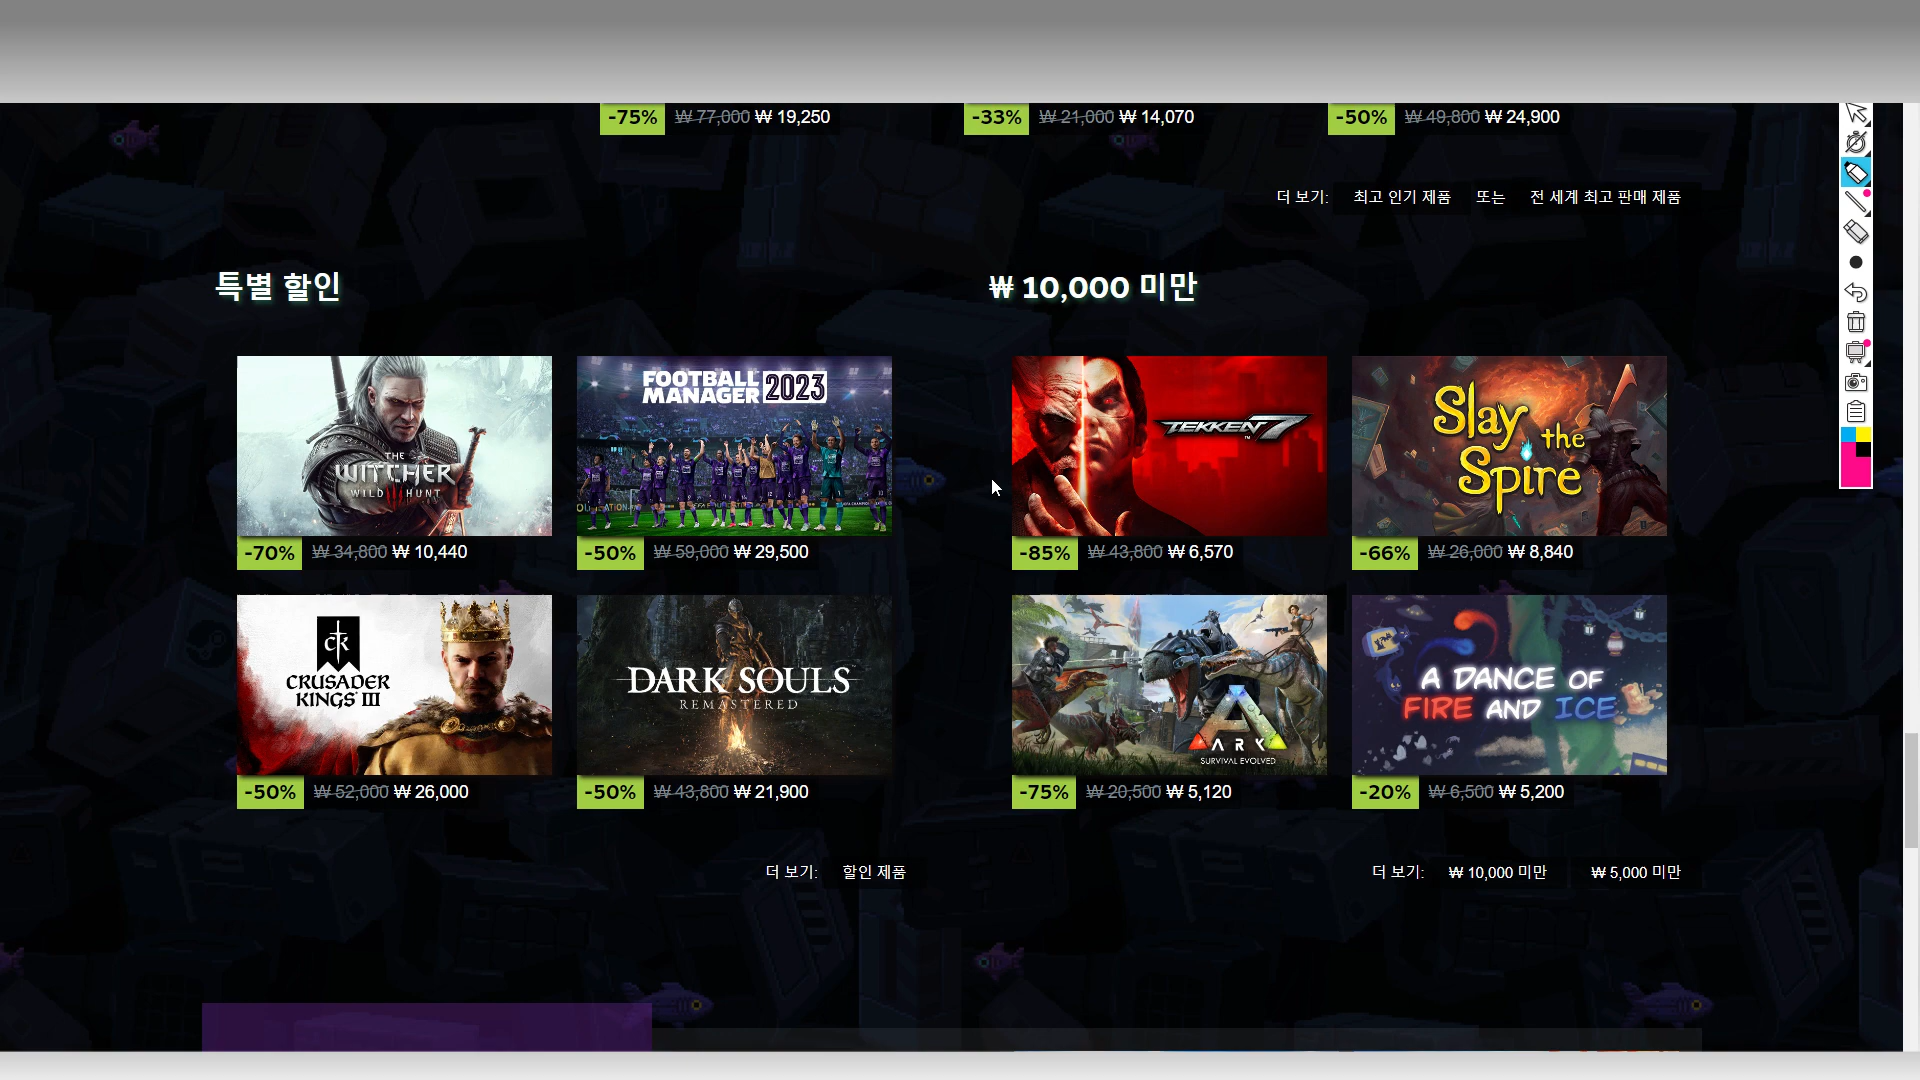 -75% ₩ 77,000 ₩ 19,250
-33% ₩ 21,000 ₩ 14,070
-50% ₩ 49,800 ₩ 24,900
더 보기: 최고 인기 제품 또는 전 세계 최고 판매 제품
특별 할인
THE
WITCHER
WILD HUNT
-70% ₩ 34,800 ₩ 10,440
FOOTBALL
MANAGER 2023
-50% ₩ 59,000 ₩ 29,500
ck
CRUSADER
KINGS III
-50% ₩ 52,000 ₩ 26,000
DARK SOULS
REMASTERED
-50% ₩ 43,800 ₩ 21,900
더 보기: 할인 제품
₩ 10,000 미만
TEKKEN 7
-85% ₩ 43,800 ₩ 6,570
Slay
the
Spire
-66% ₩ 26,000 ₩ 8,840
ARK
SURVIVAL EVOLVED
-75% ₩ 20,500 ₩ 5,120
A DANCE OF
FIRE AND ICE
-20% ₩ 6,500 ₩ 5,200
더 보기: ₩ 10,000 미만 ₩ 5,000 미만